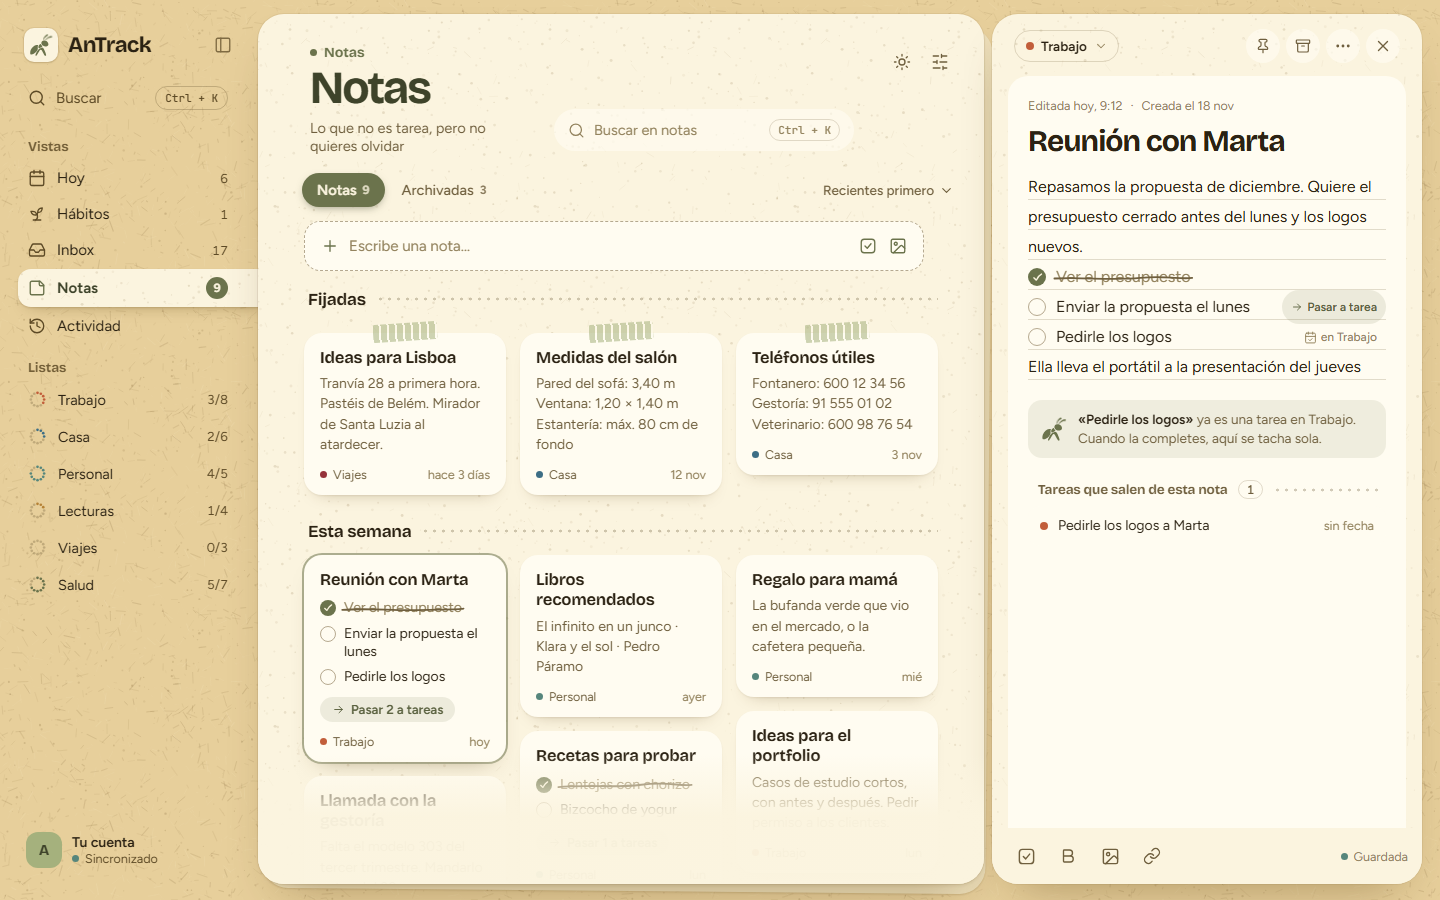 AnTrack
Buscar
Ctrl + K
Vistas
Hoy 6
Hábitos 1
Inbox 17
Notas 9
Actividad
Listas
Trabajo 3/8
Casa 2/6
Personal 4/5
Lecturas 1/4
Viajes 0/3
Salud 5/7
A
Tu cuenta
Sincronizado
Notas
Notas
Lo que no es tarea, pero no
quieres olvidar
Buscar en notas
Ctrl + K
Notas 9
Archivadas 3
Recientes primero
Escribe una nota...
Fijadas
Ideas para Lisboa
Tranvía 28 a primera hora.
Pastéis de Belém. Mirador
de Santa Luzia al
atardecer.
Viajes hace 3 días
Medidas del salón
Pared del sofá: 3,40 m
Ventana: 1,20 × 1,40 m
Estantería: máx. 80 cm de
fondo
Casa 12 nov
Teléfonos útiles
Fontanero: 600 12 34 56
Gestoría: 91 555 01 02
Veterinario: 600 98 76 54
Casa 3 nov
Esta semana
Reunión con Marta
Ver el presupuesto
Enviar la propuesta el
lunes
Pedirle los logos
→ Pasar 2 a tareas
Trabajo hoy
Llamada con la
gestoría
Libros
recomendados
El infinito en un junco ·
Klara y el sol · Pedro
Páramo
Personal ayer
Recetas para probar
Lentejas con chorizo
Bizcocho de yogur
Regalo para mamá
La bufanda verde que vio
en el mercado, o la
cafetera pequeña.
Personal mié
Ideas para el
portfolio
Casos de estudio cortos,
con antes y después. Pedir
Trabajo
Editada hoy, 9:12 · Creada el 18 nov
Reunión con Marta
Repasamos la propuesta de diciembre. Quiere el
presupuesto cerrado antes del lunes y los logos
nuevos.
Ver el presupuesto
Enviar la propuesta el lunes → Pasar a tarea
Pedirle los logos en Trabajo
Ella lleva el portátil a la presentación del jueves
«Pedirle los logos» ya es una tarea en Trabajo.
Cuando la completes, aquí se tacha sola.
Tareas que salen de esta nota 1
Pedirle los logos a Marta sin fecha
B
Guardada